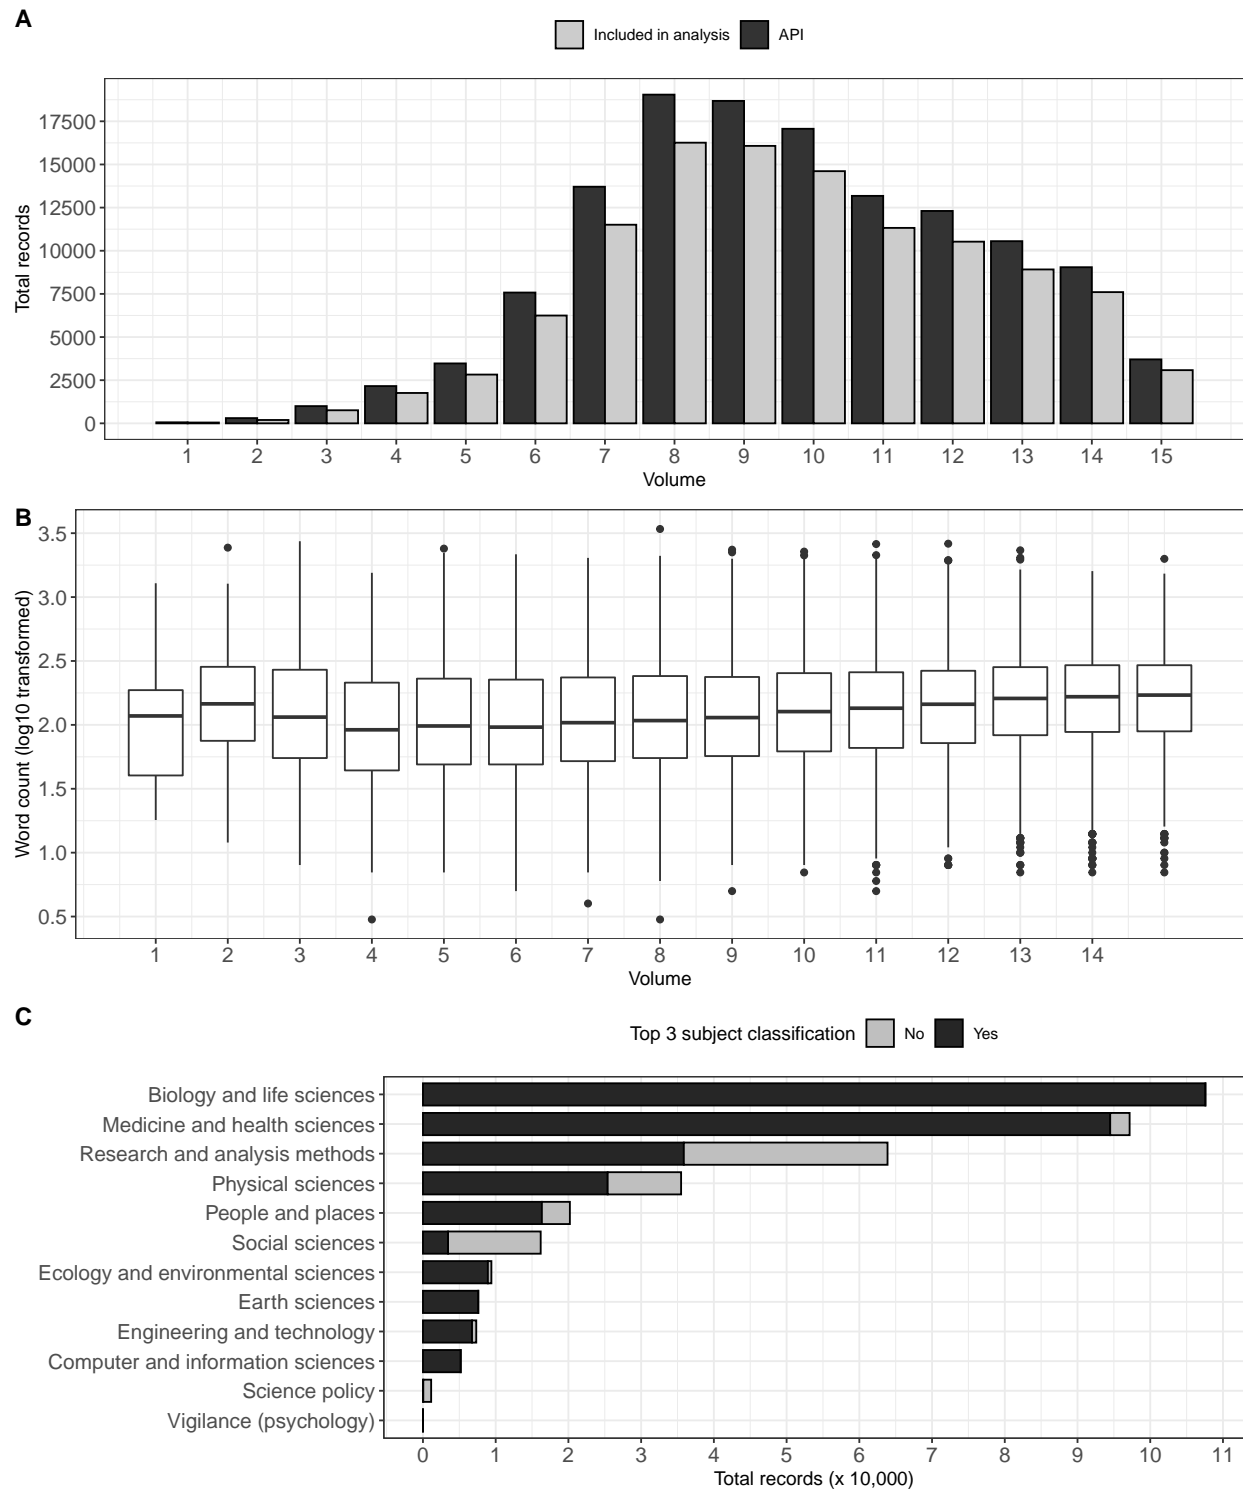 A
Included in analysis API
17500
15000
12500
10000
7500
5000
2500
0
Total records
1 2 3 4 5 6 7 8 9 10 11 12 13 14 15
Volume
B
3.5
3.0
2.5
2.0
1.5
1.0
0.5
Word count (log10 transformed)
1 2 3 4 5 6 7 8 9 10 11 12 13 14
Volume
C
Top 3 subject classification No Yes
Biology and life sciences
Medicine and health sciences
Research and analysis methods
Physical sciences
People and places
Social sciences
Ecology and environmental sciences
Earth sciences
Engineering and technology
Computer and information sciences
Science policy
Vigilance (psychology)
0 1 2 3 4 5 6 7 8 9 10 11
Total records (x 10,000)